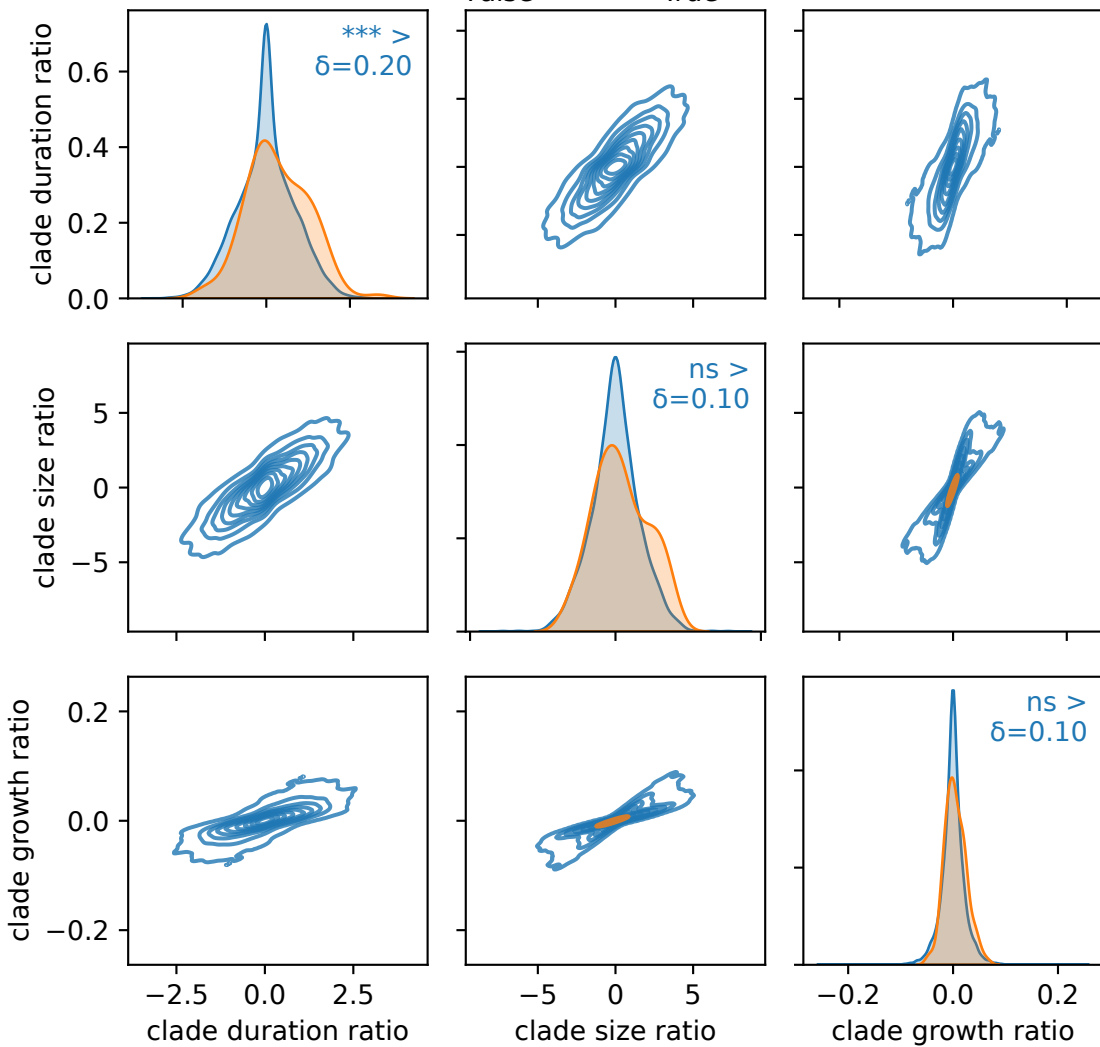 *** >
δ=0.20
clade duration ratio
0.6
0.4
0.2
0.0
ns >
δ=0.10
clade size ratio
5
0
−5
ns >
δ=0.10
clade growth ratio
0.2
0.0
−0.2
−2.5 0.0 2.5
−5 0 5
−0.2 0.0 0.2
clade duration ratio
clade size ratio
clade growth ratio